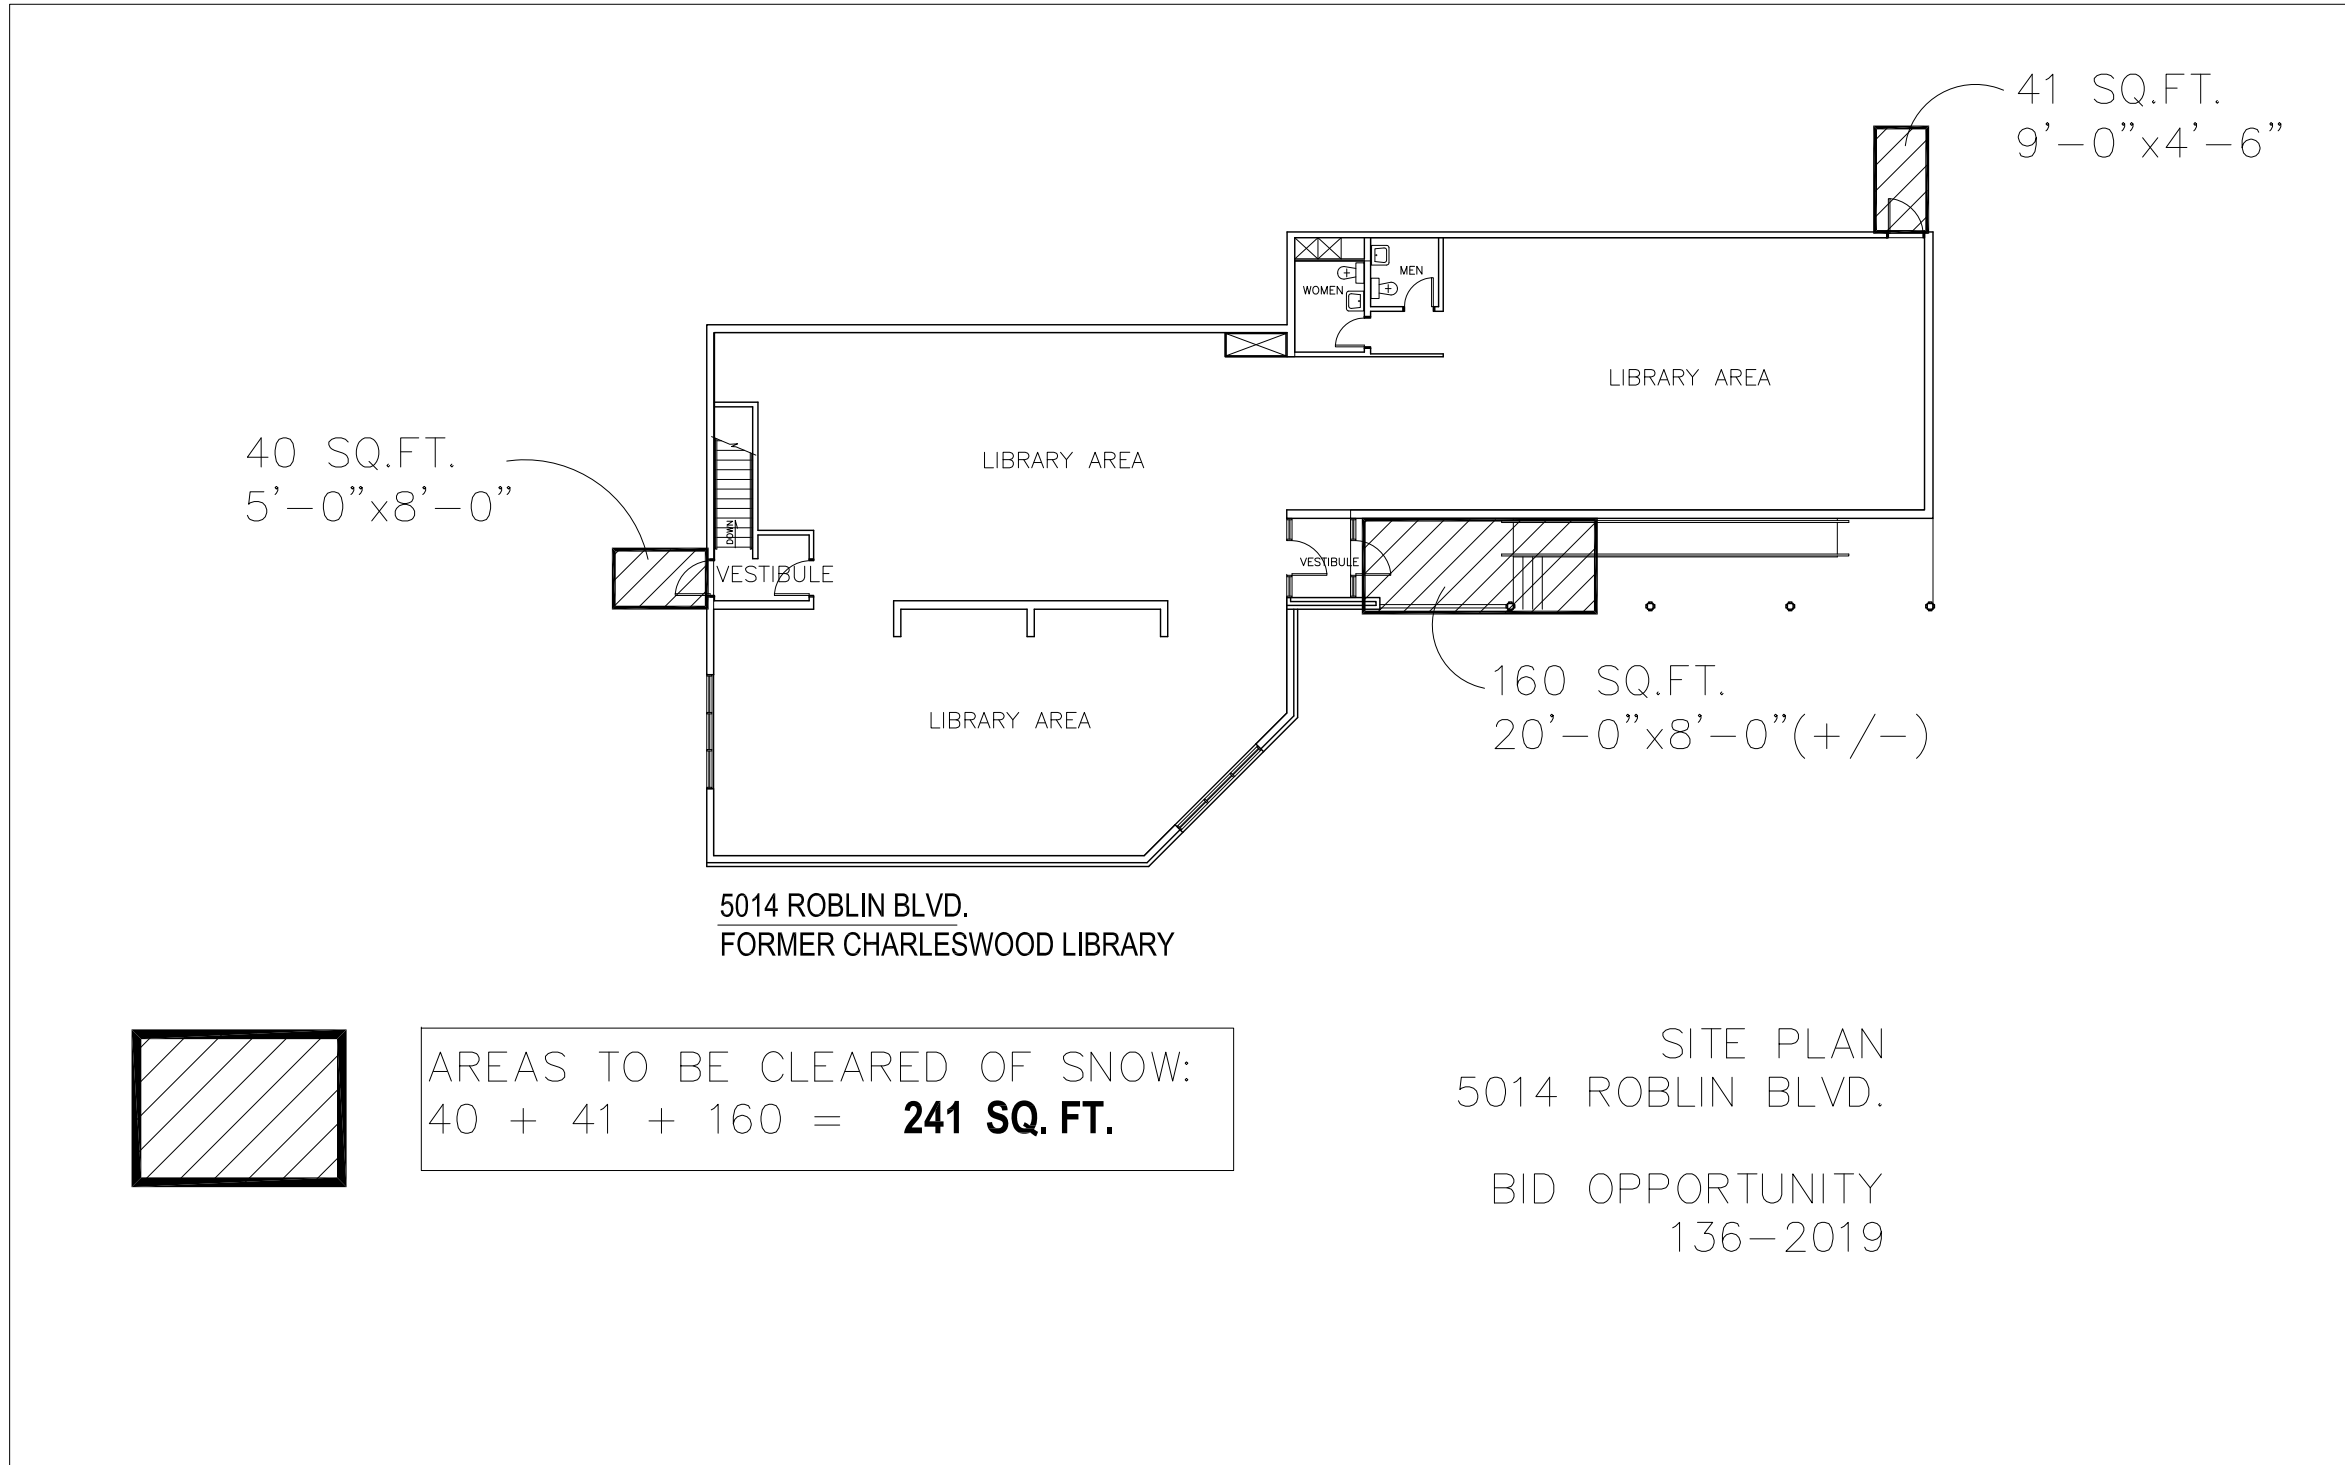 41 SQ.FT.
9'-0"x4'-6"
MEN
WOMEN
LIBRARY AREA
40 SQ.FT.
5'-0"x8'-0"
LIBRARY AREA
DOWN
VESTIBULE
VESTIBULE
160 SQ.FT.
20'-0"x8'-0"(+/-)
LIBRARY AREA
5014 ROBLIN BLVD.
FORMER CHARLESWOOD LIBRARY
AREAS TO BE CLEARED OF SNOW:
40 + 41 + 160 = 241 SQ. FT.
SITE PLAN
5014 ROBLIN BLVD.
BID OPPORTUNITY
136-2019